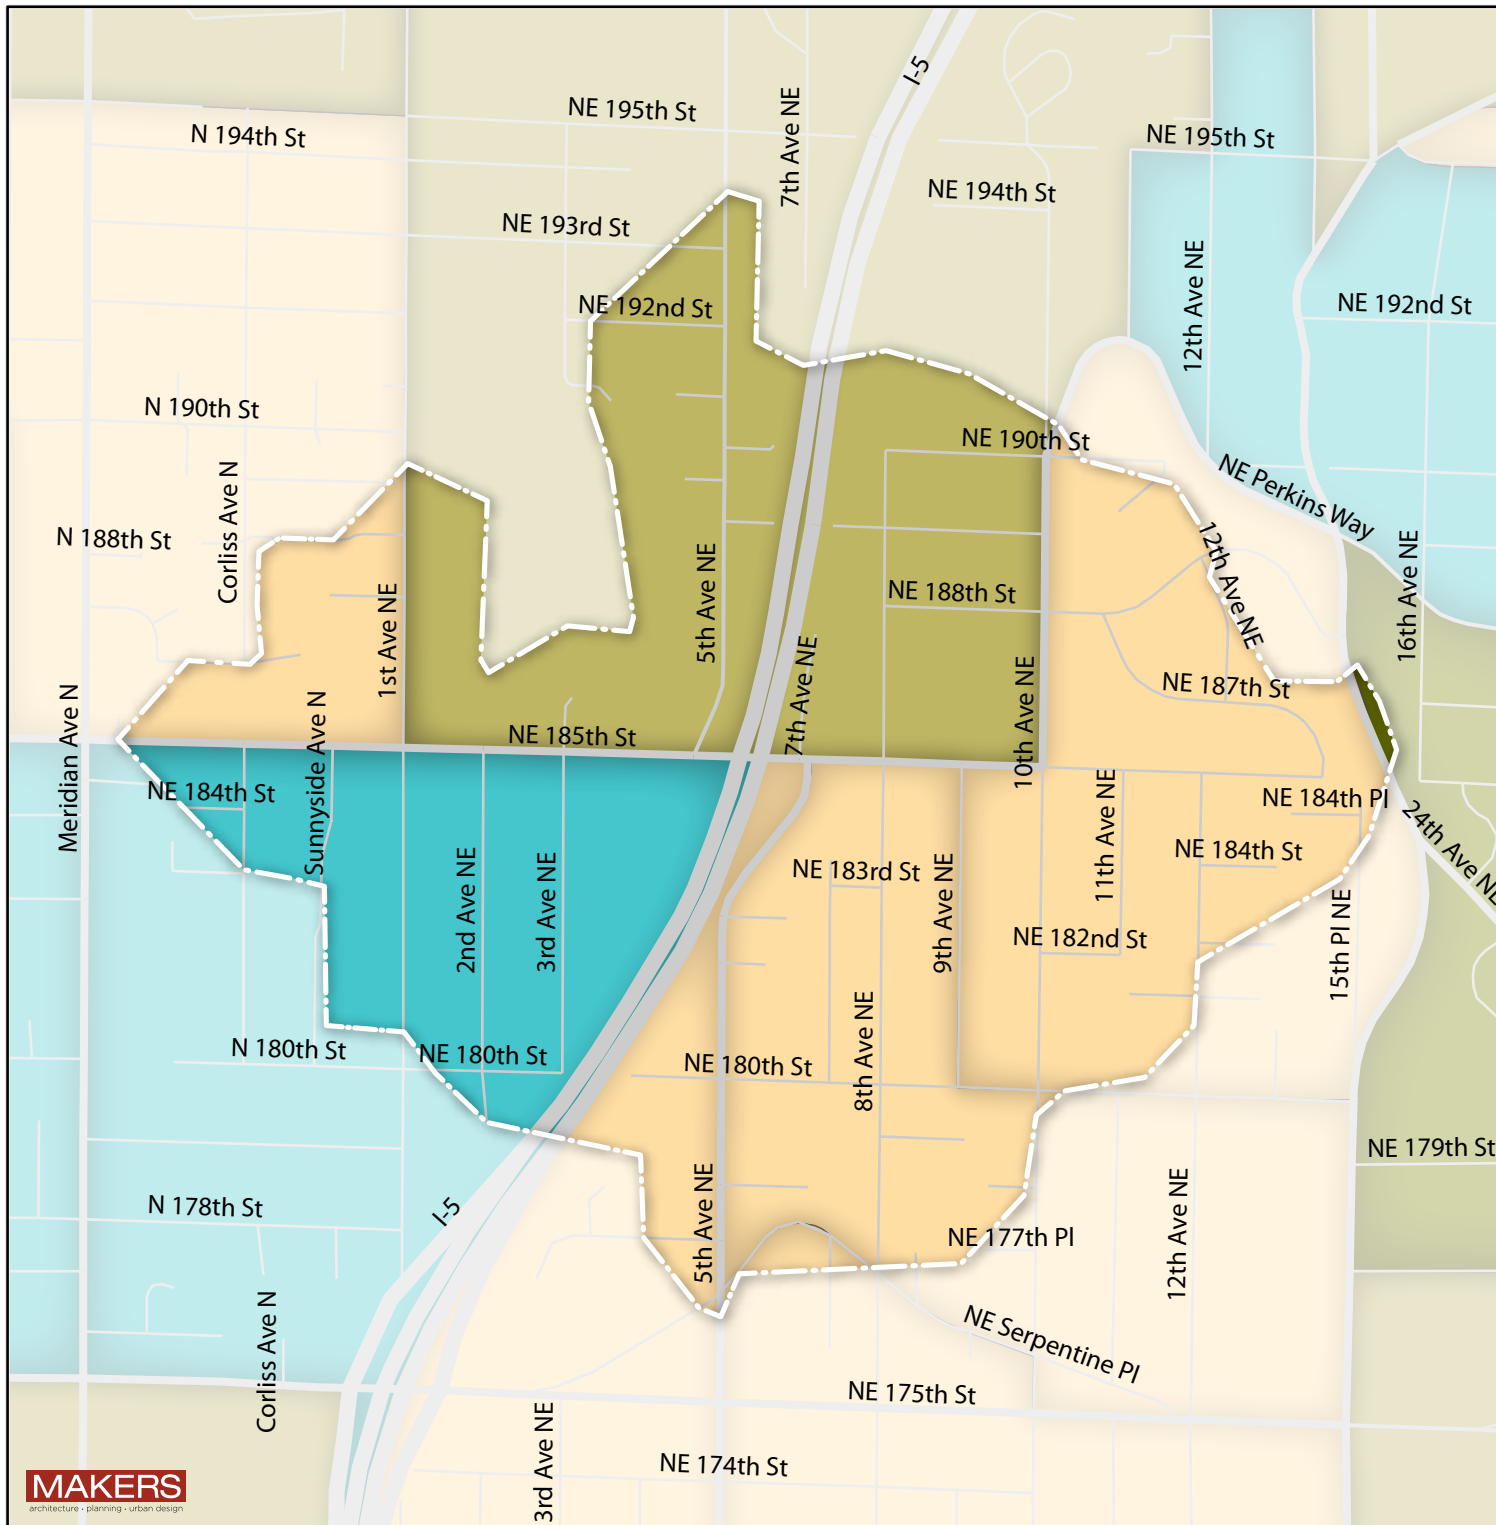 I-5
NE 195th St
7th Ave NE
N 194th St
NE 195th St
NE 194th St
NE 193rd St
12th Ave NE
NE 192nd St
NE 192nd St
N 190th St
NE 190th St
Corliss Ave N
NE Perkins Way
N 188th St
12th Ave NE
16th Ave NE
1st Ave NE
5th Ave NE
NE 188th St
7th Ave NE
10th Ave NE
NE 187th St
Meridian Ave N
Sunnyside Ave N
NE 185th St
NE 184th St
11th Ave NE
NE 184th Pl
24th Ave NE
2nd Ave NE
3rd Ave NE
NE 183rd St
9th Ave NE
NE 184th St
15th Pl NE
NE 182nd St
8th Ave NE
N 180th St
NE 180th St
NE 180th St
NE 179th St
N 178th St
I-5
5th Ave NE
NE 177th Pl
12th Ave NE
Corliss Ave N
NE Serpentine Pl
NE 175th St
3rd Ave NE
NE 174th St
MAKERS
architecture · planning · urban design